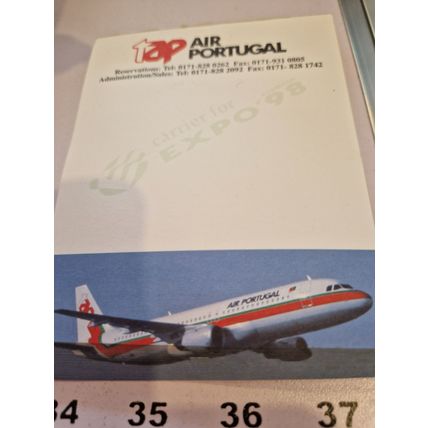 TAP AIR PORTUGAL
Reservations: Tel: 0171-828 0262 Fax: 0171-931 0805
Administration/Sales: Tel: 0171-828 2092 Fax: 0171- 828 1742
carrier for
EXPO'98
AIR PORTUGAL
34 35 36 37